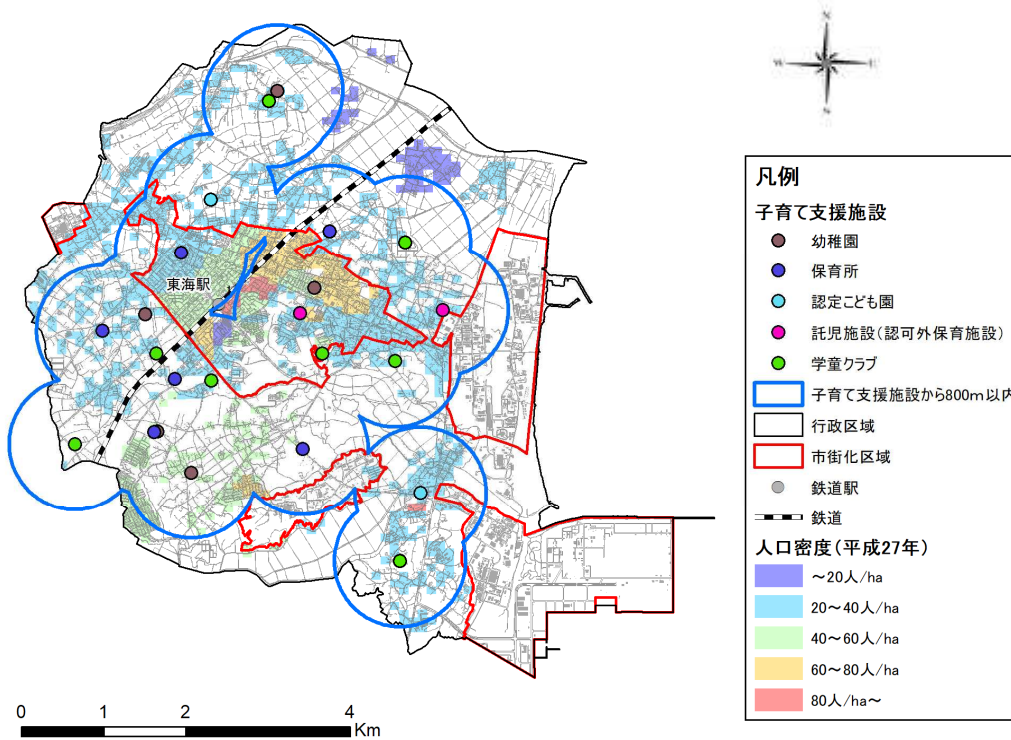 N
W
E
S
東海駅
凡例
子育て支援施設
幼稚園
保育所
認定こども園
託児施設(認可外保育施設)
学童クラブ
子育て支援施設から800m以内
行政区域
市街化区域
鉄道駅
鉄道
人口密度(平成27年)
～20人/ha
20～40人/ha
40～60人/ha
60～80人/ha
80人/ha～
0 1 2 4
Km